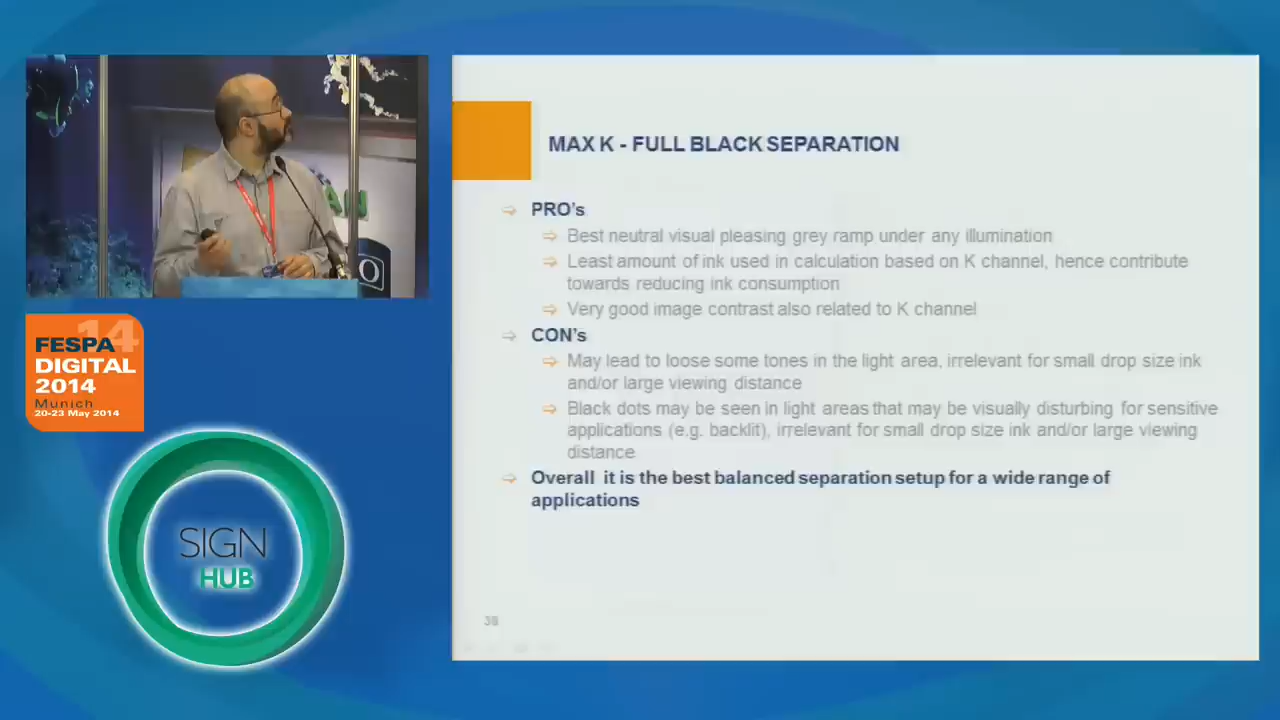 MAX K - FULL BLACK SEPARATION
PRO's
Best neutral visual pleasing grey ramp under any illumination
Least amount of ink used in calculation based on K channel, hence contribute
towards reducing ink consumption
Very good image contrast also related to K channel
CON's
May lead to loose some tones in the light area, irrelevant for small drop size ink
and/or large viewing distance
Black dots may be seen in light areas that may be visually disturbing for sensitive
applications (e.g. backlit), irrelevant for small drop size ink and/or large viewing
distance
Overall it is the best balanced separation setup for a wide range of
applications
38
14
FESPA
DIGITAL
2014
Munich
20-23 May 2014
SIGN
HUB